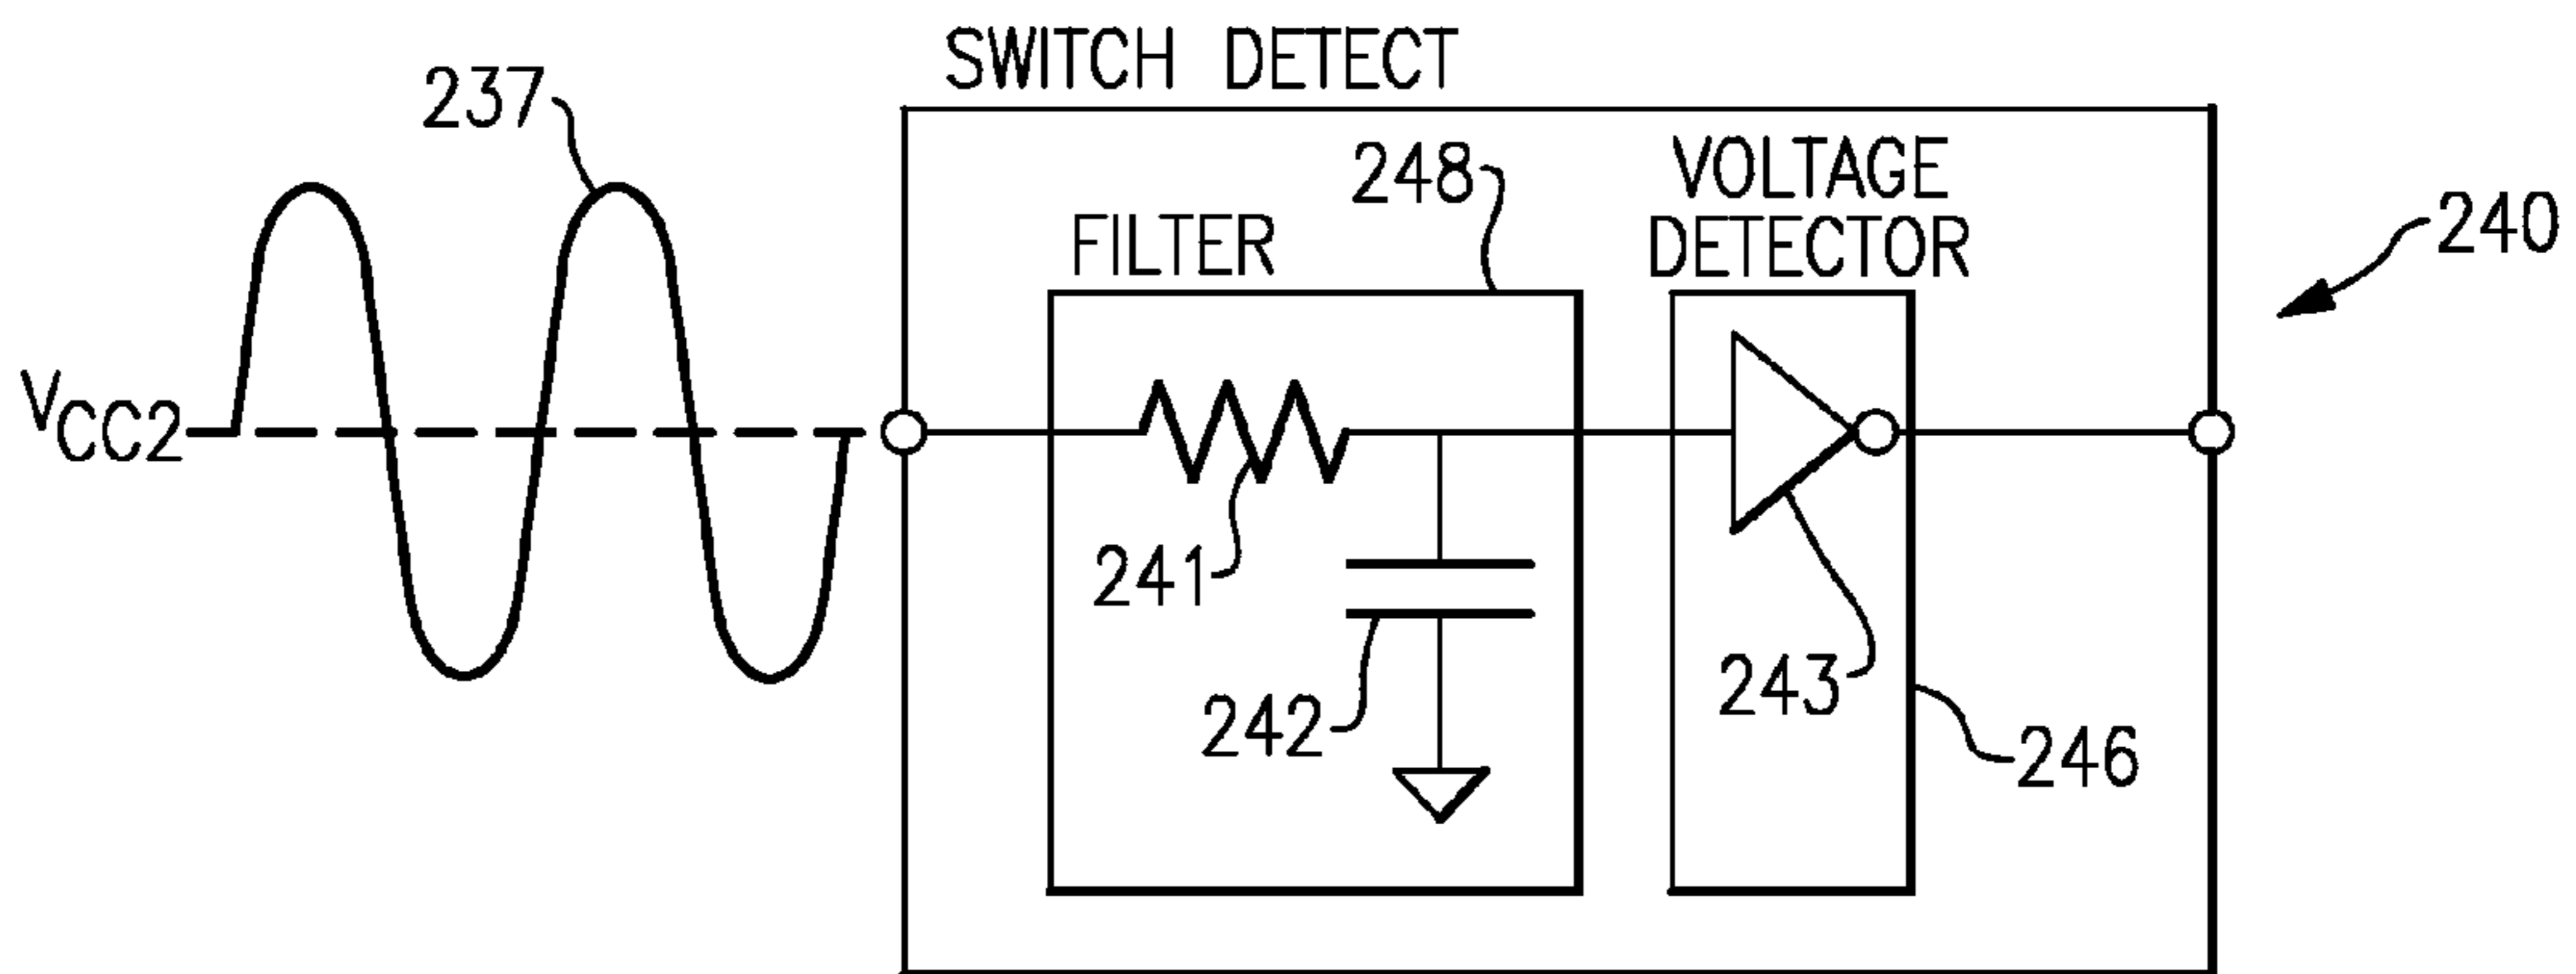 SWITCH DETECT
237
248
VOLTAGE
DETECTOR
FILTER
240
VCC2
241
242
243
246